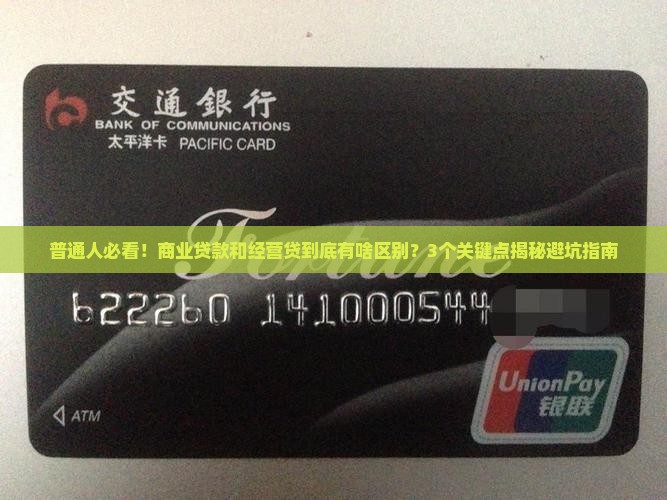 交通銀行
BANK OF COMMUNICATIONS
太平洋卡 PACIFIC CARD
Fortune
普通人必看！商业贷款和经营贷到底有啥区别？3个关键点揭秘避坑指南
622260 141000544
UnionPay
银联
ATM